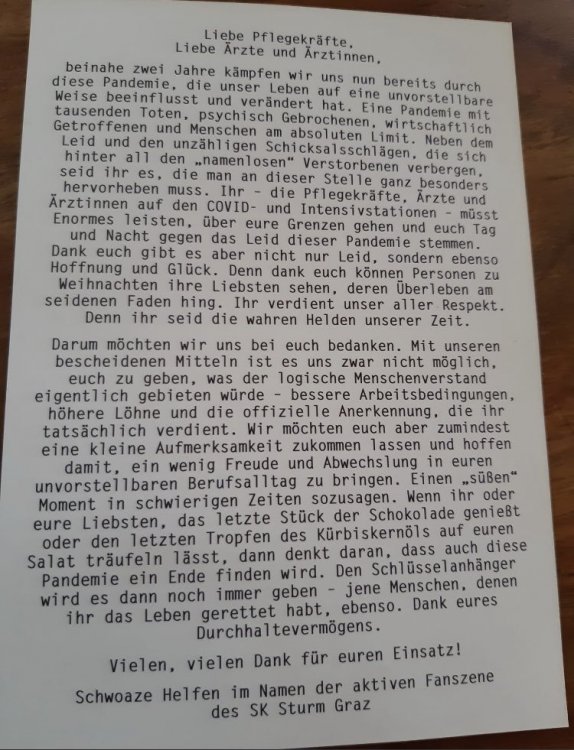 Liebe Pflegekräfte,
Liebe Ärzte und Ärztinnen,
beinahe zwei Jahre kämpfen wir uns nun bereits durch
diese Pandemie, die unser Leben auf eine unvorstellbare
Weise beeinflusst und verändert hat. Eine Pandemie mit
tausenden Toten, psychisch Gebrochenen, wirtschaftlich
Getroffenen und Menschen am absoluten Limit. Neben dem
Leid und den unzähligen Schicksalsschlägen, die sich
hinter all den „namenlosen“ Verstorbenen verbergen,
seid ihr es, die man an dieser Stelle ganz besonders
hervorheben muss. Ihr - die Pflegekräfte, Ärzte und
Ärztinnen auf den COVID- und Intensivstationen - müsst
Enormes leisten, über eure Grenzen gehen und euch Tag
und Nacht gegen das Leid dieser Pandemie stemmen.
Dank euch gibt es aber nicht nur Leid, sondern ebenso
Hoffnung und Glück. Denn dank euch können Personen zu
Weihnachten ihre Liebsten sehen, deren Überleben am
seidenen Faden hing. Ihr verdient unser aller Respekt.
Denn ihr seid die wahren Helden unserer Zeit.
Darum möchten wir uns bei euch bedanken. Mit unseren
bescheidenen Mitteln ist es uns zwar nicht möglich,
euch zu geben, was der logische Menschenverstand
eigentlich gebieten würde - bessere Arbeitsbedingungen,
höhere Löhne und die offizielle Anerkennung, die ihr
tatsächlich verdient. Wir möchten euch aber zumindest
eine kleine Aufmerksamkeit zukommen lassen und hoffen
damit, ein wenig Freude und Abwechslung in euren
unvorstellbaren Berufsalltag zu bringen. Einen „süßen“
Moment in schwierigen Zeiten sozusagen. Wenn ihr oder
eure Liebsten, das letzte Stück der Schokolade genießt
oder den letzten Tropfen des Kürbiskernöls auf euren
Salat träufeln lässt, dann denkt daran, dass auch diese
Pandemie ein Ende finden wird. Den Schlüsselanhänger
wird es dann noch immer geben - jene Menschen, denen
ihr das Leben gerettet habt, ebenso. Dank eures
Durchhaltevermögens.
Vielen, vielen Dank für euren Einsatz!
Schwoaze Helfen im Namen der aktiven Fanszene
des SK Sturm Graz